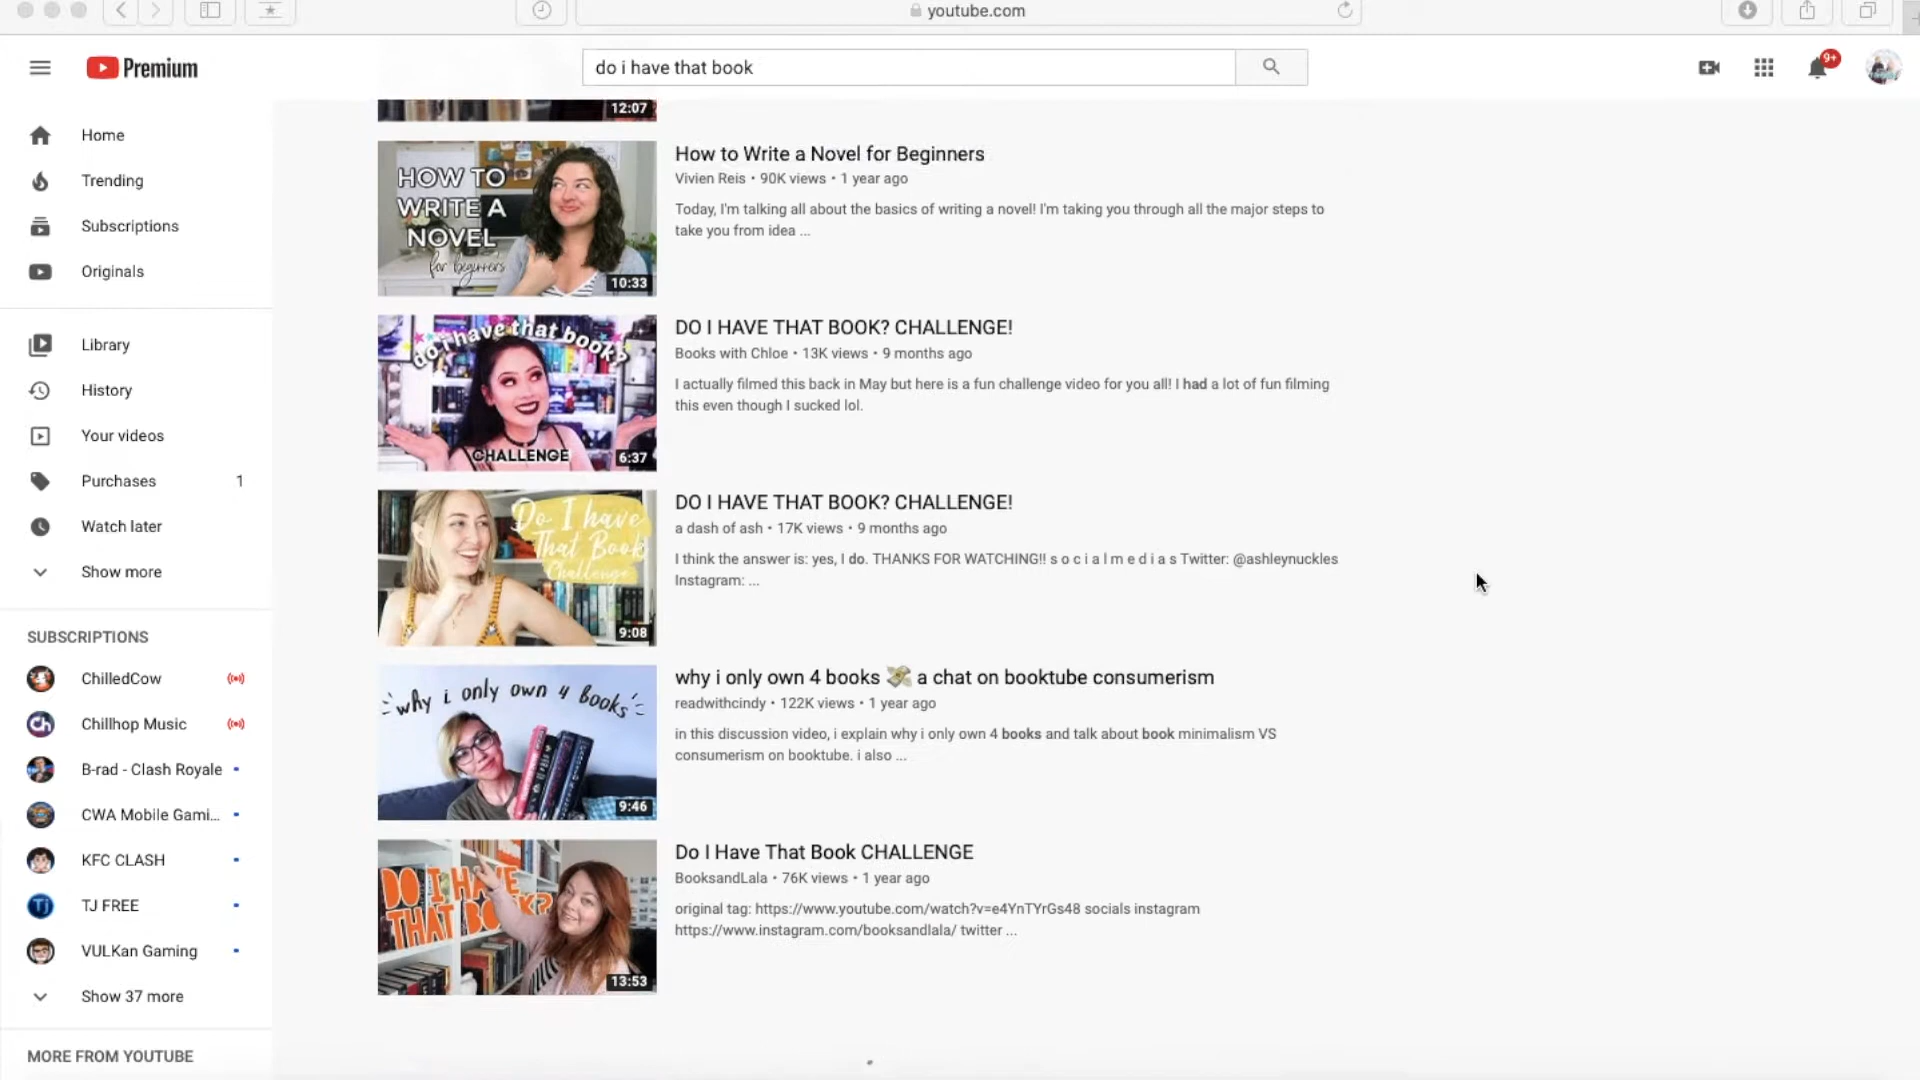 youtube.com
Premium
do i have that book
9+
Home
Trending
Subscriptions
Originals
Library
History
Your videos
Purchases 1
Watch later
Show more
SUBSCRIPTIONS
ChilledCow
Chillhop Music
B-rad - Clash Royale
CWA Mobile Gami...
KFC CLASH
TJ FREE
VULKan Gaming
Show 37 more
MORE FROM YOUTUBE
12:07
HOW TO
WRITE A
NOVEL
for beginners
10:33
How to Write a Novel for Beginners
Vivien Reis • 90K views • 1 year ago
Today, I'm talking all about the basics of writing a novel! I'm taking you through all the major steps to
take you from idea ...
do i have that book?
CHALLENGE
6:37
DO I HAVE THAT BOOK? CHALLENGE!
Books with Chloe • 13K views • 9 months ago
I actually filmed this back in May but here is a fun challenge video for you all! I had a lot of fun filming
this even though I sucked lol.
Do I have
That Book
Challenge
9:08
DO I HAVE THAT BOOK? CHALLENGE!
a dash of ash • 17K views • 9 months ago
I think the answer is: yes, I do. THANKS FOR WATCHING!! s o c i a l m e d i a s Twitter: @ashleynuckles
Instagram: ...
why i only own 4 books
9:46
why i only own 4 books 💸 a chat on booktube consumerism
readwithcindy • 122K views • 1 year ago
in this discussion video, i explain why i only own 4 books and talk about book minimalism VS
consumerism on booktube. i also ...
DO I HAVE
THAT BOOK?
13:53
Do I Have That Book CHALLENGE
BooksandLala • 76K views • 1 year ago
original tag: https://www.youtube.com/watch?v=e4YnTYrGs48 socials instagram
https://www.instagram.com/booksandlala/ twitter ...